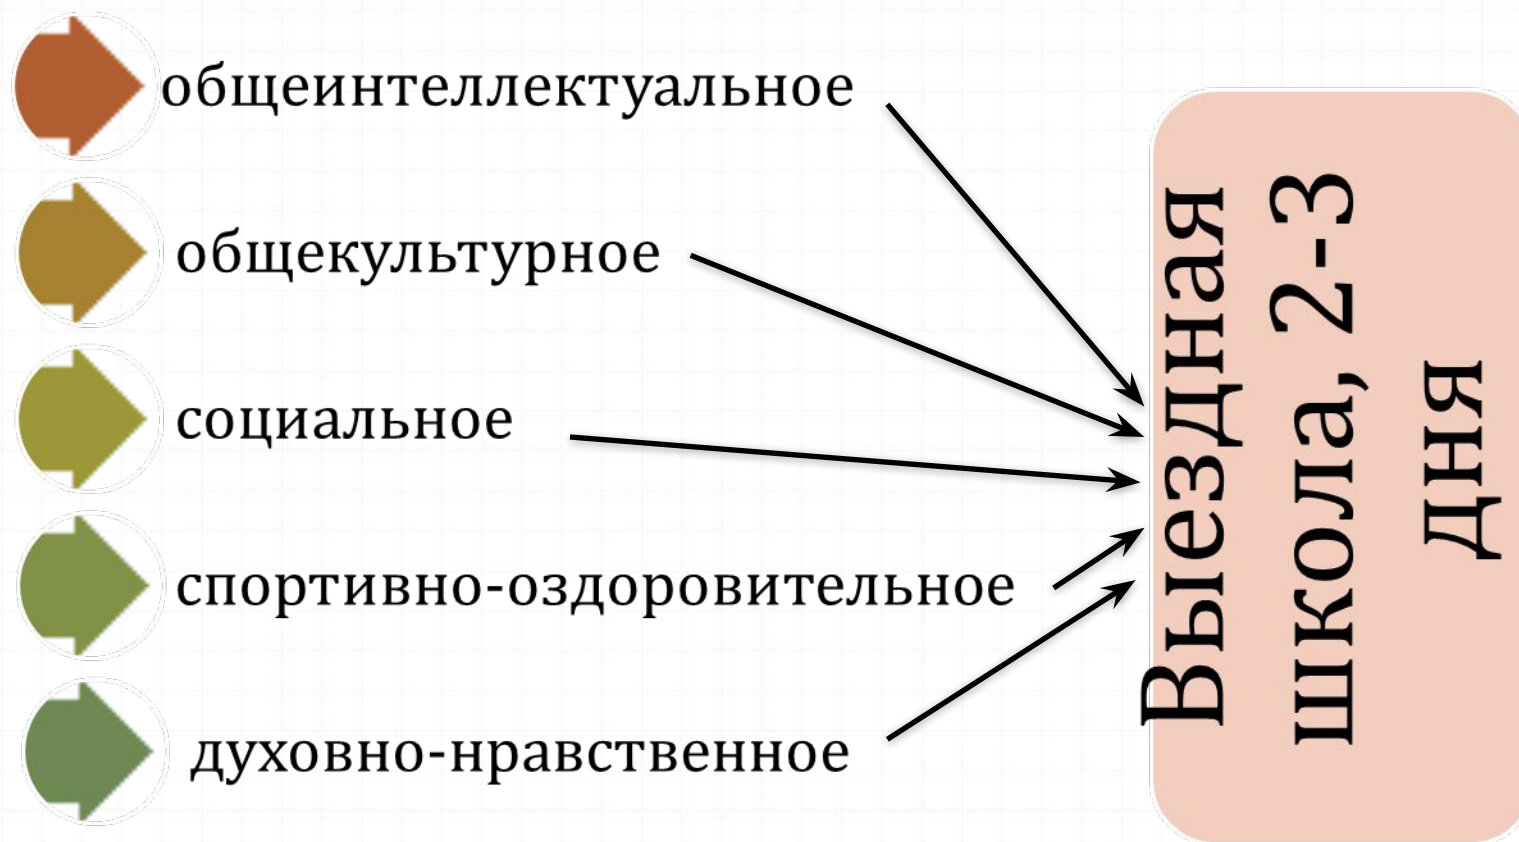 общеинтеллектуальное
общекультурное
социальное
спортивно-оздоровительное
духовно-нравственное
Выездная
школа, 2-3
дня